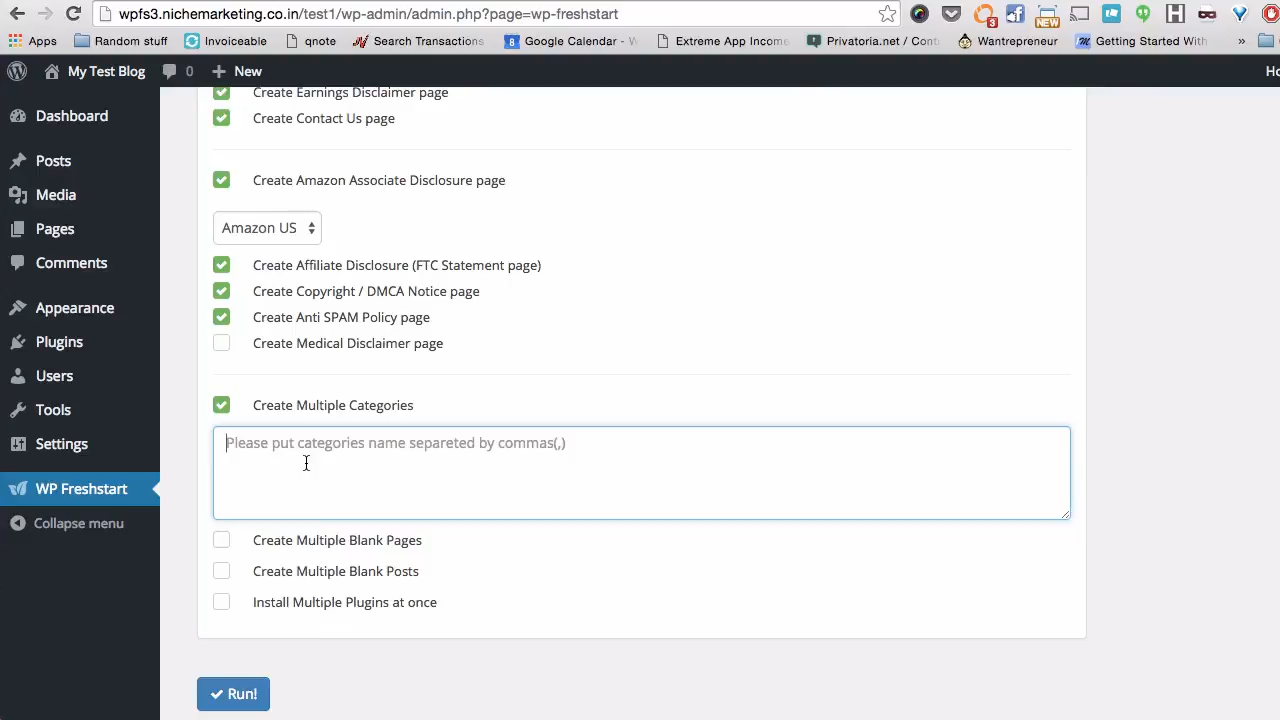 wpfs3.nichemarketing.co.in/test1/wp-admin/admin.php?page=wp-freshstart
3
NEW
Apps Random stuff Invoiceable qnote Search Transactions 8 Google Calendar - W Extreme App Income Privatoria.net / Cont Wantrepreneur Getting Started With »
My Test Blog 0 + New Ho
Dashboard
Posts
Media
Pages
Comments
Appearance
Plugins
Users
Tools
Settings
WP Freshstart
Collapse menu
Create Earnings Disclaimer page
Create Contact Us page
Create Amazon Associate Disclosure page
Amazon US
Create Affiliate Disclosure (FTC Statement page)
Create Copyright / DMCA Notice page
Create Anti SPAM Policy page
Create Medical Disclaimer page
Create Multiple Categories
Please put categories name separeted by commas(,)
Create Multiple Blank Pages
Create Multiple Blank Posts
Install Multiple Plugins at once
Run!